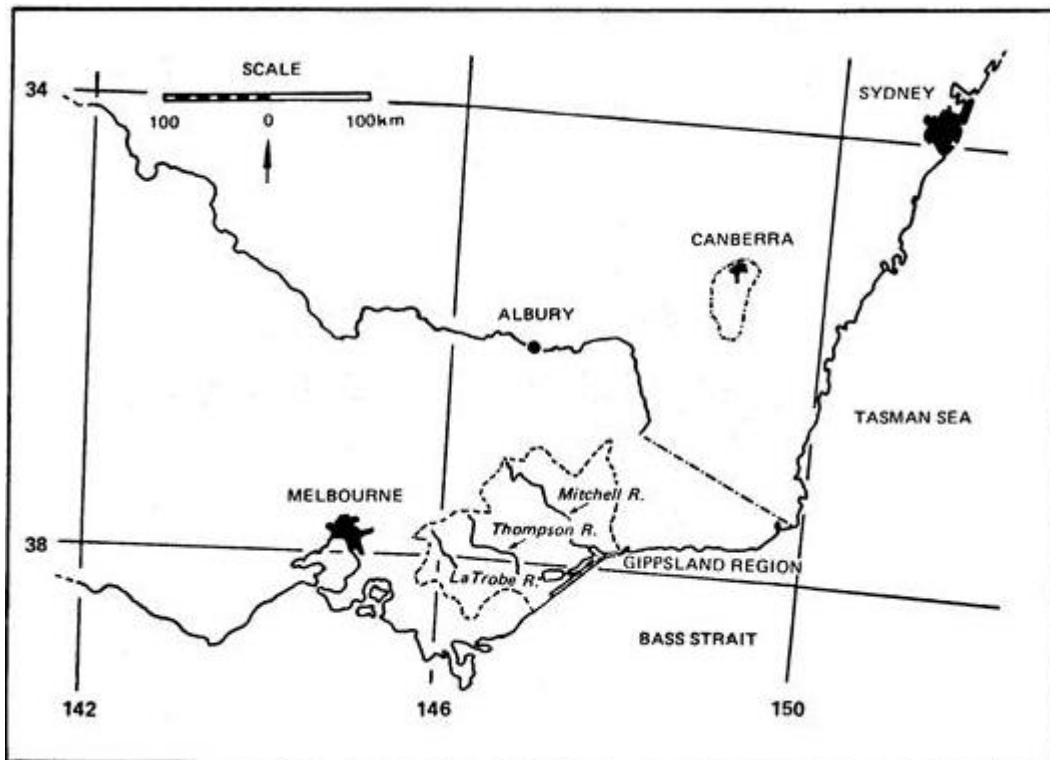 SCALE
100 0 100km
34
SYDNEY
CANBERRA
ALBURY
TASMAN SEA
MELBOURNE
Mitchell R.
Thompson R.
38
GIPPSLAND REGION
LaTrobe R.
BASS STRAIT
142 146 150